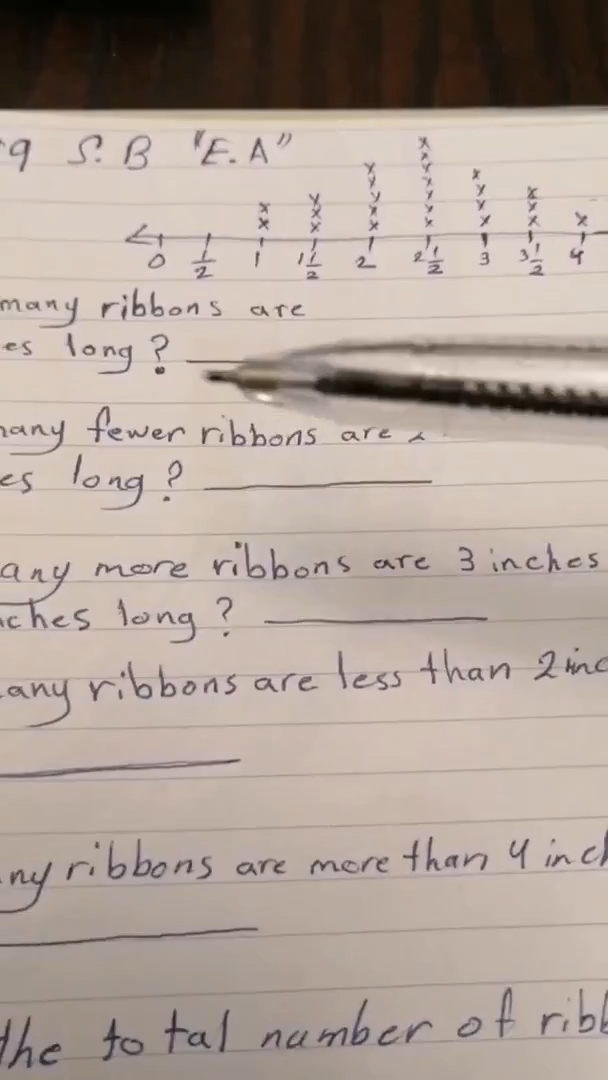 9 S.B "E.A"
0 1/2 1 1 1/2 2 2 1/2 3 3 1/2 4
many ribbons are
es long?
any fewer ribbons are
es long?
any more ribbons are 3 inches
ches long?
any ribbons are less than 2 inc
ny ribbons are more than 4 inch
the total number of ribb